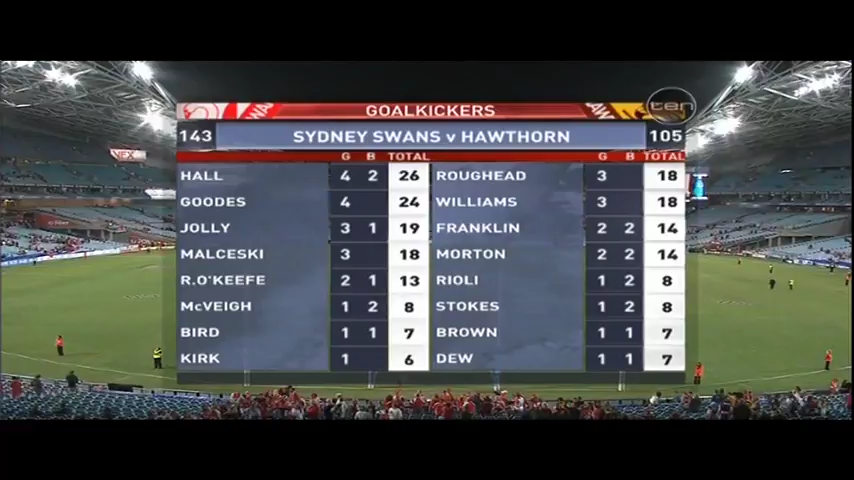 GOALKICKERS
ten
143 SYDNEY SWANS v HAWTHORN 105
G B TOTAL G B TOTAL
HALL 4 2 26 ROUGHEAD 3 18
GOODES 4 24 WILLIAMS 3 18
JOLLY 3 1 19 FRANKLIN 2 2 14
MALCESKI 3 18 MORTON 2 2 14
R.O'KEEFE 2 1 13 RIOLI 1 2 8
McVEIGH 1 2 8 STOKES 1 2 8
BIRD 1 1 7 BROWN 1 1 7
KIRK 1 6 DEW 1 1 7